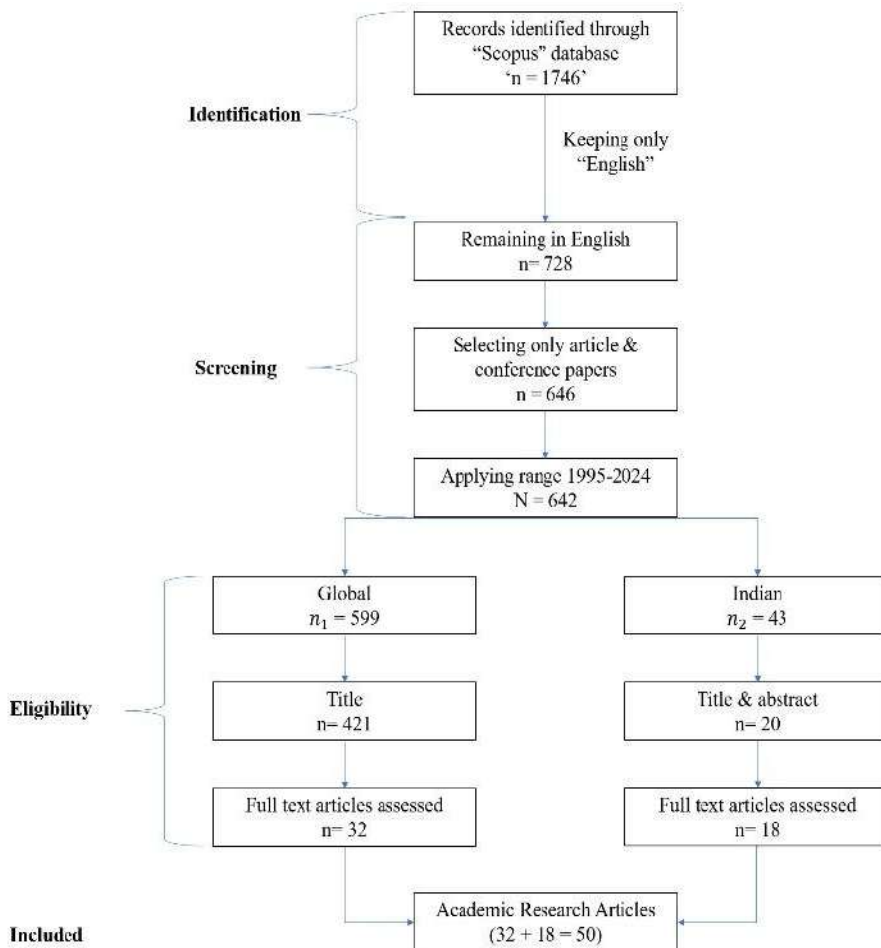 Records identified through
“Scopus” database
‘n = 1746’
Identification
Keeping only
“English”
Remaining in English
n= 728
Selecting only article &
conference papers
n = 646
Screening
Applying range 1995-2024
N = 642
Global
n₁ = 599
Indian
n₂ = 43
Eligibility
Title
n= 421
Title & abstract
n= 20
Full text articles assessed
n= 32
Full text articles assessed
n= 18
Included
Academic Research Articles
(32 + 18 = 50)